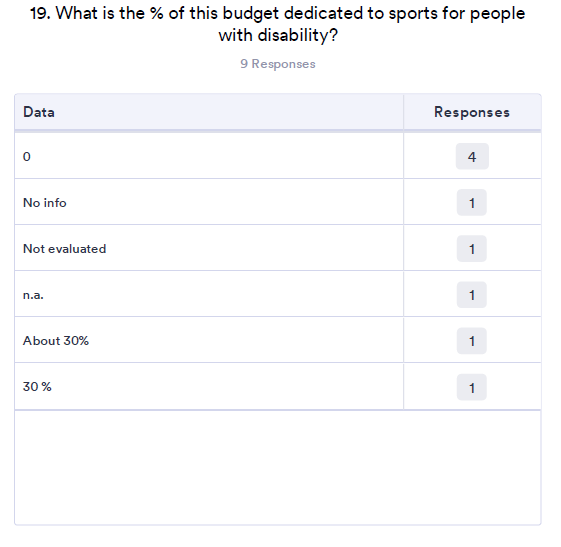 19. What is the % of this budget dedicated to sports for people
with disability?
9 Responses
Data Responses
0 4
No info 1
Not evaluated 1
n.a. 1
About 30% 1
30 % 1